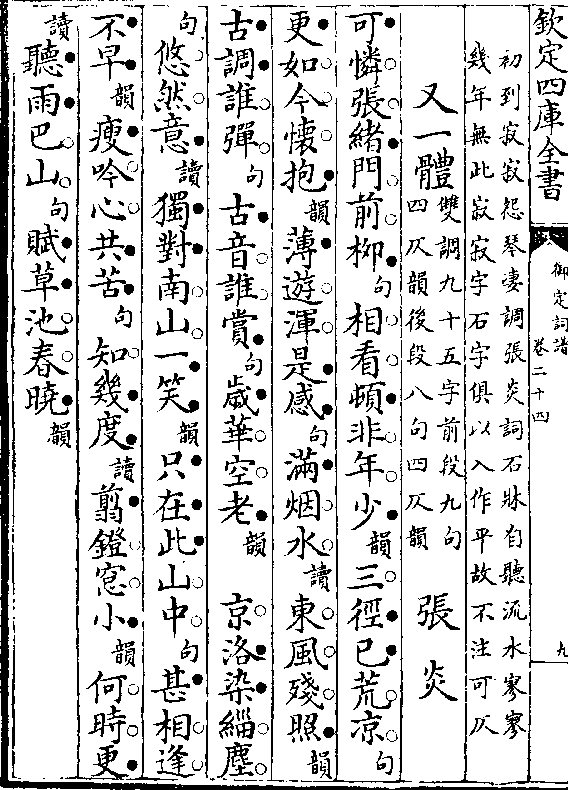 欽定四庫全書
御定詞譜
卷二十四
九
初到寂寂怨琴凄調張炎詞石牀自聽流水寥寥
幾年無此寂寂字石字俱以入作平故不注可仄
又一體
雙調九十五字前段九句
四仄韻後段八句四仄韻
張炎
可憐張緒門前栁句相看頓非年少韻三徑已荒凉句
更如今懐抱韻薄遊渾是感句滿烟水讀東風殘照韻
古調誰彈句古音誰賞句歲華空老韻京洛染緇塵
句悠然意讀獨對南山一笑韻只在此山中句甚相逢
不早韻瘦吟心共苦句知幾度讀翦鐙窓小韻何時更
讀聽雨巴山句賦草池春曉韻